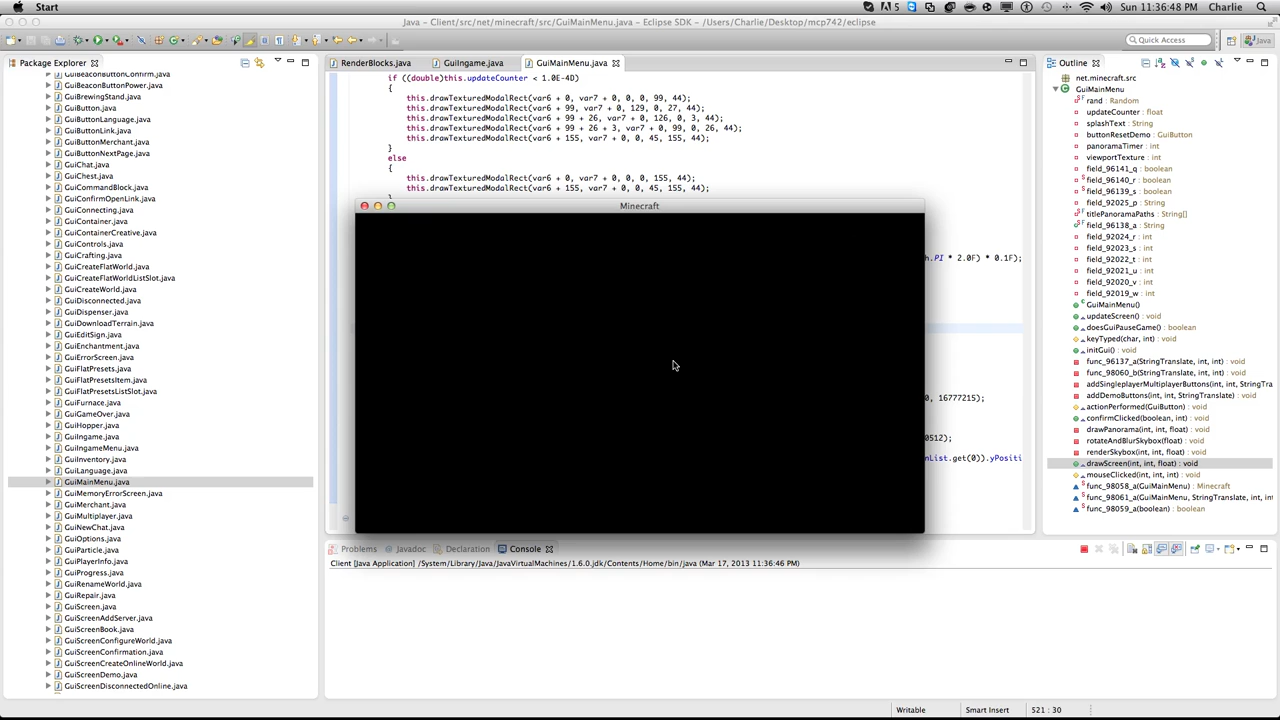 Start
5
Sun 11:36:48 PM Charlie
Java - Client/src/net/minecraft/src/GuiMainMenu.java - Eclipse SDK - /Users/Charlie/Desktop/mcp742/eclipse
Quick Access
Java
Package Explorer
GuiBeaconButtonConfirm.java
GuiBeaconButtonPower.java
GuiBrewingStand.java
GuiButton.java
GuiButtonLanguage.java
GuiButtonLink.java
GuiButtonMerchant.java
GuiButtonNextPage.java
GuiChat.java
GuiChest.java
GuiCommandBlock.java
GuiConfirmOpenLink.java
GuiConnecting.java
GuiContainer.java
GuiContainerCreative.java
GuiControls.java
GuiCrafting.java
GuiCreateFlatWorld.java
GuiCreateFlatWorldListSlot.java
GuiCreateWorld.java
GuiDisconnected.java
GuiDispenser.java
GuiDownloadTerrain.java
GuiEditSign.java
GuiEnchantment.java
GuiErrorScreen.java
GuiFlatPresets.java
GuiFlatPresetsItem.java
GuiFlatPresetsListSlot.java
GuiFurnace.java
GuiGameOver.java
GuiHopper.java
GuiIngame.java
GuiIngameMenu.java
GuiInventory.java
GuiLanguage.java
GuiMainMenu.java
GuiMemoryErrorScreen.java
GuiMerchant.java
GuiMultiplayer.java
GuiNewChat.java
GuiOptions.java
GuiParticle.java
GuiPlayerInfo.java
GuiProgress.java
GuiRenameWorld.java
GuiRepair.java
GuiScreen.java
GuiScreenAddServer.java
GuiScreenBook.java
GuiScreenConfigureWorld.java
GuiScreenConfirmation.java
GuiScreenCreateOnlineWorld.java
GuiScreenDemo.java
GuiScreenDisconnectedOnline.java
RenderBlocks.java
GuiIngame.java
GuiMainMenu.java
if ((double)this.updateCounter < 1.0E-4D)
{
this.drawTexturedModalRect(var6 + 0, var7 + 0, 0, 0, 99, 44);
this.drawTexturedModalRect(var6 + 99, var7 + 0, 129, 0, 27, 44);
this.drawTexturedModalRect(var6 + 99 + 26, var7 + 0, 126, 0, 3, 44);
this.drawTexturedModalRect(var6 + 99 + 26 + 3, var7 + 0, 99, 0, 26, 44);
this.drawTexturedModalRect(var6 + 155, var7 + 0, 0, 45, 155, 44);
}
else
{
this.drawTexturedModalRect(var6 + 0, var7 + 0, 0, 0, 155, 44);
this.drawTexturedModalRect(var6 + 155, var7 + 0, 0, 45, 155, 44);
Minecraft
h.PI * 2.0F) * 0.1F);
0, 16777215);
0512);
nList.get(0)).yPositi
Problems
Javadoc
Declaration
Console
Client [Java Application] /System/Library/Java/JavaVirtualMachines/1.6.0.jdk/Contents/Home/bin/java (Mar 17, 2013 11:36:46 PM)
Outline
net.minecraft.src
GuiMainMenu
rand : Random
updateCounter : float
splashText : String
buttonResetDemo : GuiButton
panoramaTimer : int
viewportTexture : int
field_96141_q : boolean
field_96140_r : boolean
field_96139_s : boolean
field_92025_p : String
titlePanoramaPaths : String[]
field_96138_a : String
field_92024_r : int
field_92023_s : int
field_92022_t : int
field_92021_u : int
field_92020_v : int
field_92019_w : int
GuiMainMenu()
updateScreen() : void
doesGuiPauseGame() : boolean
keyTyped(char, int) : void
initGui() : void
func_96137_a(StringTranslate, int, int) : void
func_98060_b(StringTranslate, int, int) : void
addSingleplayerMultiplayerButtons(int, int, StringTra
addDemoButtons(int, int, StringTranslate) : void
actionPerformed(GuiButton) : void
confirmClicked(boolean, int) : void
drawPanorama(int, int, float) : void
rotateAndBlurSkybox(float) : void
renderSkybox(int, int, float) : void
drawScreen(int, int, float) : void
mouseClicked(int, int, int) : void
func_98058_a(GuiMainMenu) : Minecraft
func_98061_a(GuiMainMenu, StringTranslate, int, int
func_98059_a(boolean) : boolean
Writable
Smart Insert
521 : 30